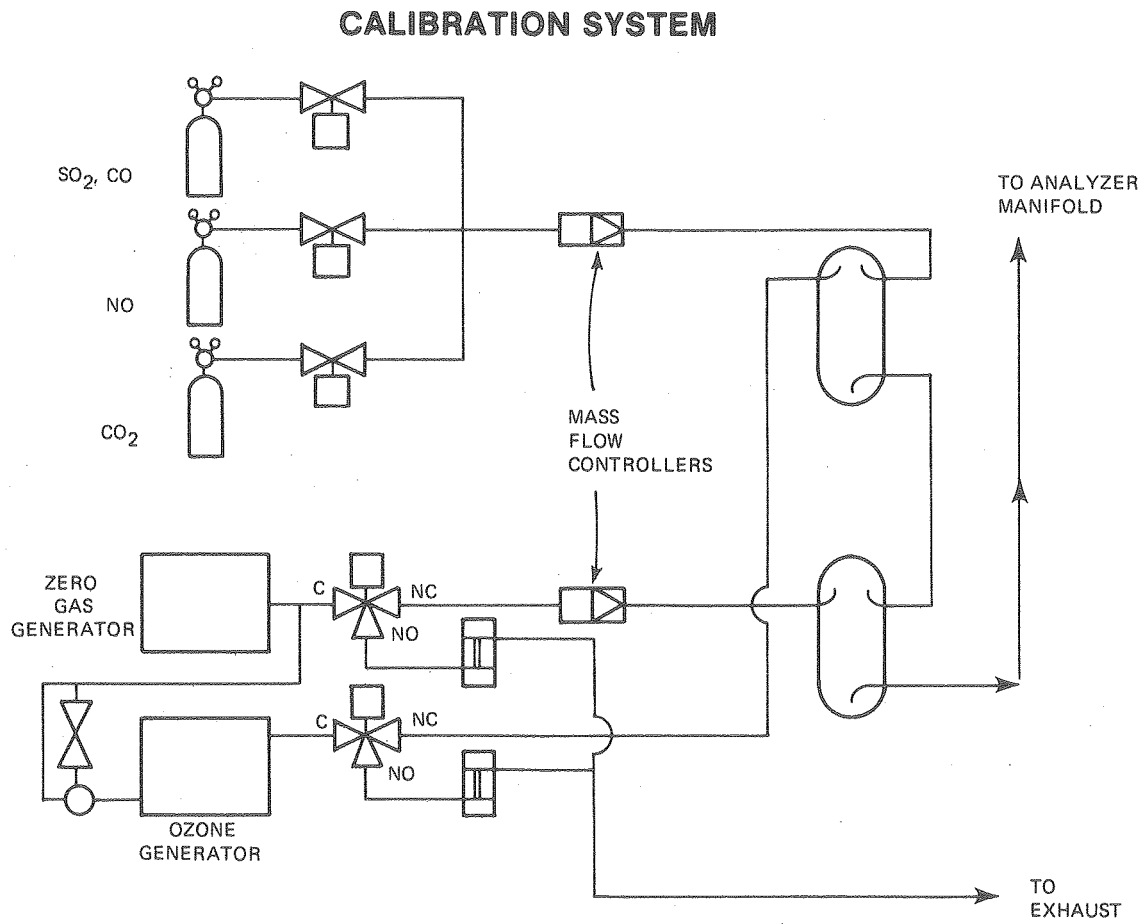 CALIBRATION SYSTEM
SO2, CO
TO ANALYZER
MANIFOLD
NO
MASS
FLOW
CONTROLLERS
CO2
ZERO
GAS
GENERATOR
C
NC
NO
C
NC
NO
OZONE
GENERATOR
TO
EXHAUST